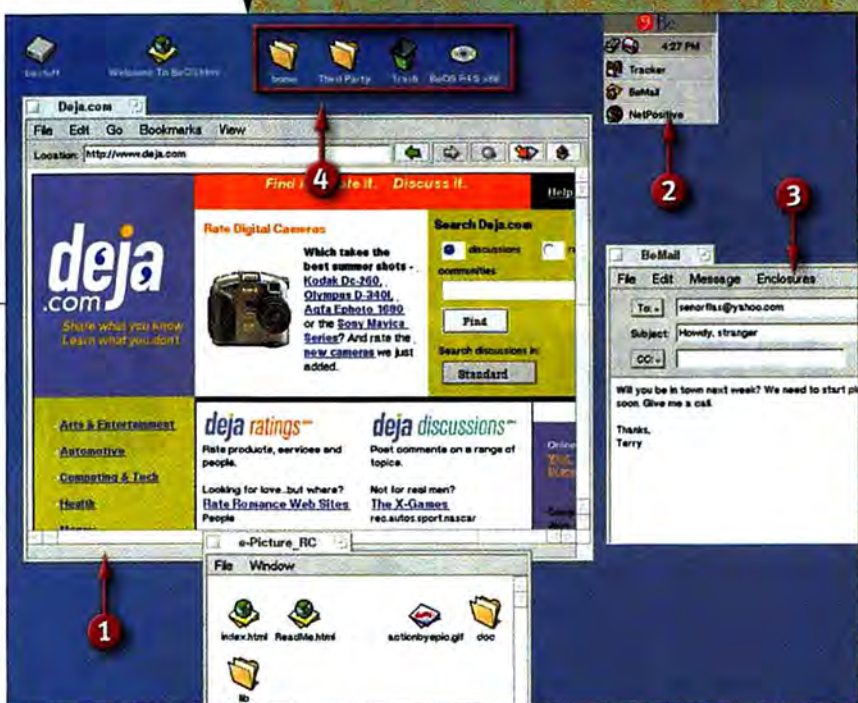 Be
4:27 PM
Tracker
BeMail
NetPositive
2
Welcome To BeOS.html
home
Third Party
Trash
4
Deja.com
File Edit Go Bookmarks View
Location: http://www.deja.com
Find it. Discuss it.
Help
deja
.com
Share what you know
Learn what you don't
Rate Digital Cameras
Which takes the
best summer shots -
Kodak Dc-260,
Olympus D-340L,
Agfa Ephoto 1680
or the Sony Mavica
Series? And rate the
new cameras we just
added.
Search Deja.com
discussions
communities
Find
Search discussions in:
Standard
Arts & Entertainment
Automotive
Computing & Tech
Health
Money
deja ratings
Rate products, services and
people.
Looking for love..but where?
Rate Romance Web Sites
People
deja discussions
Post comments on a range of
topics.
Not for real men?
The X-Games
rec.autos.sport.nascar
1
3
BeMail
File Edit Message Enclosures
To:
senorflas@yahoo.com
Subject: Howdy, stranger
CC:
Will you be in town next week? We need to start
soon. Give me a call.
Thanks,
Terry
e-Picture_RC
File Window
index.html ReadMe.html actionbyepic.gif doc
lib